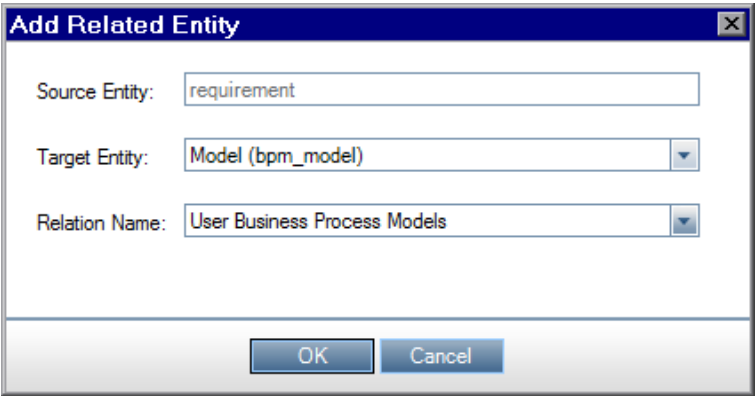 Add Related Entity
Source Entity: requirement
Target Entity: Model (bpm_model)
Relation Name: User Business Process Models
OK Cancel